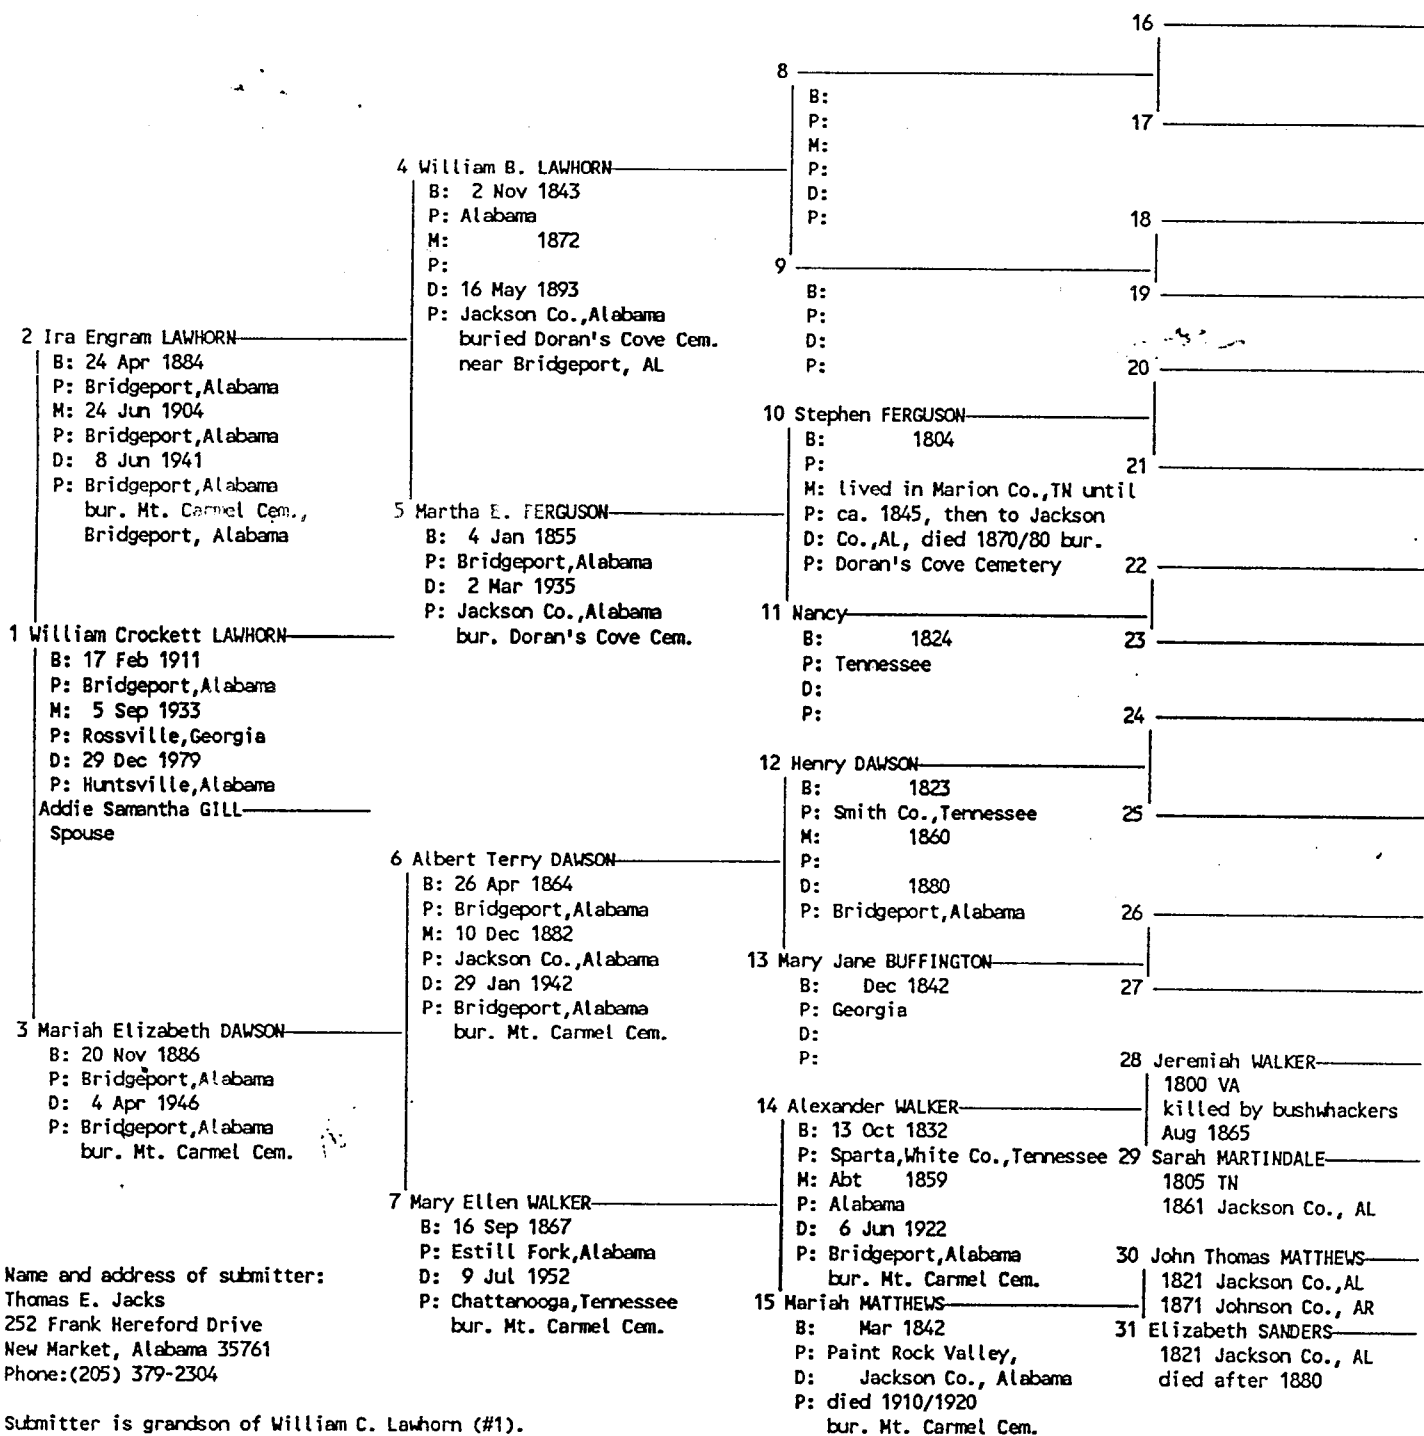 2 Ira Engram LAWHORN
B: 24 Apr 1884
P: Bridgeport,Alabama
M: 24 Jun 1904
P: Bridgeport,Alabama
D: 8 Jun 1941
P: Bridgeport,Alabama
bur. Mt. Carmel Cem.,
Bridgeport, Alabama
1 William Crockett LAWHORN
B: 17 Feb 1911
P: Bridgeport,Alabama
M: 5 Sep 1933
P: Rossville,Georgia
D: 29 Dec 1979
P: Huntsville,Alabama
Addie Samantha GILL
Spouse
3 Mariah Elizabeth DAWSON
B: 20 Nov 1886
P: Bridgeport,Alabama
D: 4 Apr 1946
P: Bridgeport,Alabama
bur. Mt. Carmel Cem.
Name and address of submitter:
Thomas E. Jacks
252 Frank Hereford Drive
New Market, Alabama 35761
Phone:(205) 379-2304
Submitter is grandson of William C. Lawhorn (#1).
4 William B. LAWHORN
B: 2 Nov 1843
P: Alabama
M: 1872
P:
D: 16 May 1893
P: Jackson Co.,Alabama
buried Doran's Cove Cem.
near Bridgeport, AL
5 Martha E. FERGUSON
B: 4 Jan 1855
P: Bridgeport,Alabama
D: 2 Mar 1935
P: Jackson Co.,Alabama
bur. Doran's Cove Cem.
6 Albert Terry DAWSON
B: 26 Apr 1864
P: Bridgeport,Alabama
M: 10 Dec 1882
P: Jackson Co.,Alabama
D: 29 Jan 1942
P: Bridgeport,Alabama
bur. Mt. Carmel Cem.
7 Mary Ellen WALKER
B: 16 Sep 1867
P: Estill Fork,Alabama
D: 9 Jul 1952
P: Chattanooga,Tennessee
bur. Mt. Carmel Cem.
8
B:
P:
M:
P:
D:
P:
9
B:
P:
D:
P:
10 Stephen FERGUSON
B: 1804
P:
M: lived in Marion Co.,TN until
P: ca. 1845, then to Jackson
D: Co.,AL, died 1870/80 bur.
P: Doran's Cove Cemetery
11 Nancy
B: 1824
P: Tennessee
D:
P:
12 Henry DAWSON
B: 1823
P: Smith Co.,Tennessee
M: 1860
P:
D: 1880
P: Bridgeport,Alabama
13 Mary Jane BUFFINGTON
B: Dec 1842
P: Georgia
D:
P:
14 Alexander WALKER
B: 13 Oct 1832
P: Sparta,White Co.,Tennessee
M: Abt 1859
P: Alabama
D: 6 Jun 1922
P: Bridgeport,Alabama
bur. Mt. Carmel Cem.
15 Mariah MATTHEWS
B: Mar 1842
P: Paint Rock Valley,
D: Jackson Co., Alabama
P: died 1910/1920
bur. Mt. Carmel Cem.
16
17
18
19
20
21
22
23
24
25
26
27
28 Jeremiah WALKER
1800 VA
killed by bushwhackers
Aug 1865
29 Sarah MARTINDALE
1805 TN
1861 Jackson Co., AL
30 John Thomas MATTHEWS
1821 Jackson Co.,AL
1871 Johnson Co., AR
31 Elizabeth SANDERS
1821 Jackson Co., AL
died after 1880